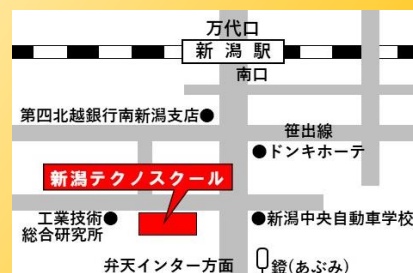 万代口
新潟駅
南口
第四北越銀行南新潟支店●
笹出線
●ドンキホーテ
新潟テクノスクール
工業技術●
総合研究所
●新潟中央自動車学校
弁天インター方面
鐙(あぶみ)